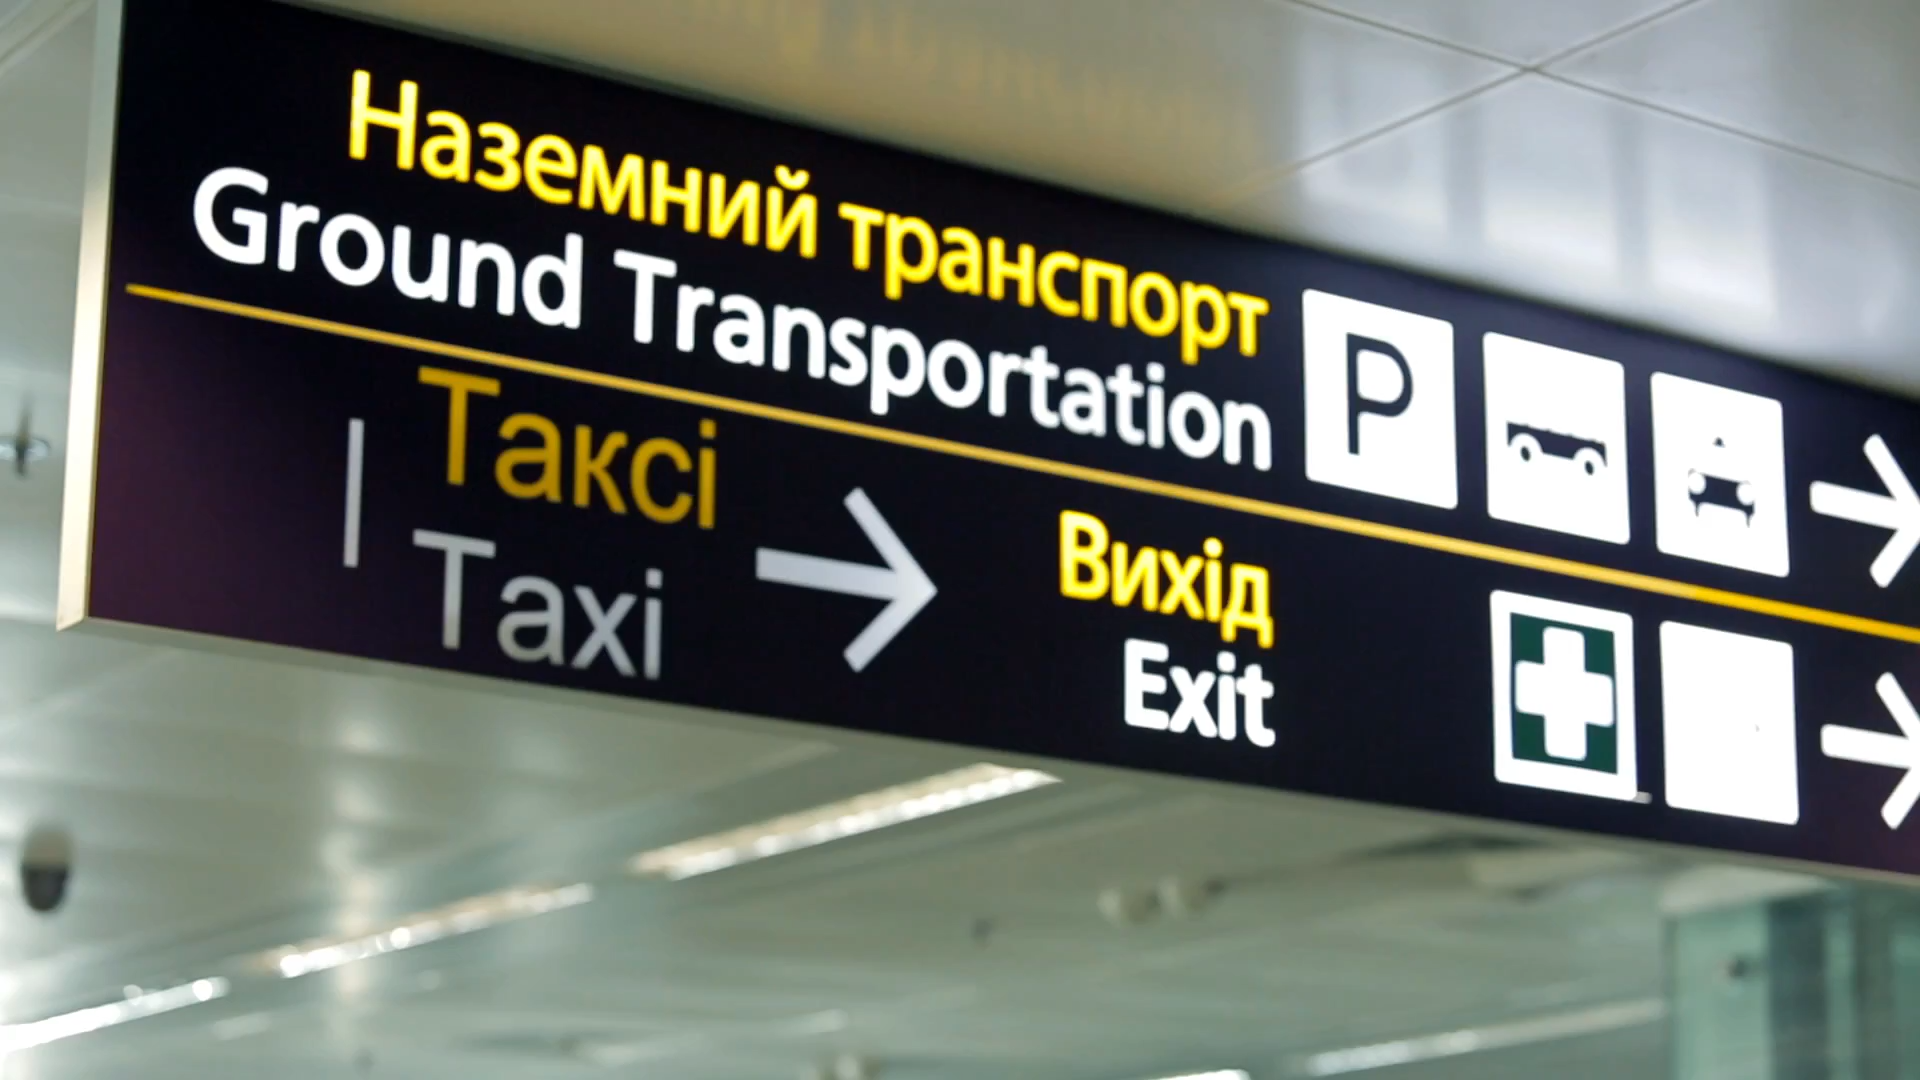 Наземний транспорт
Ground Transportation
P
Таксі
Taxi
Вихід
Exit